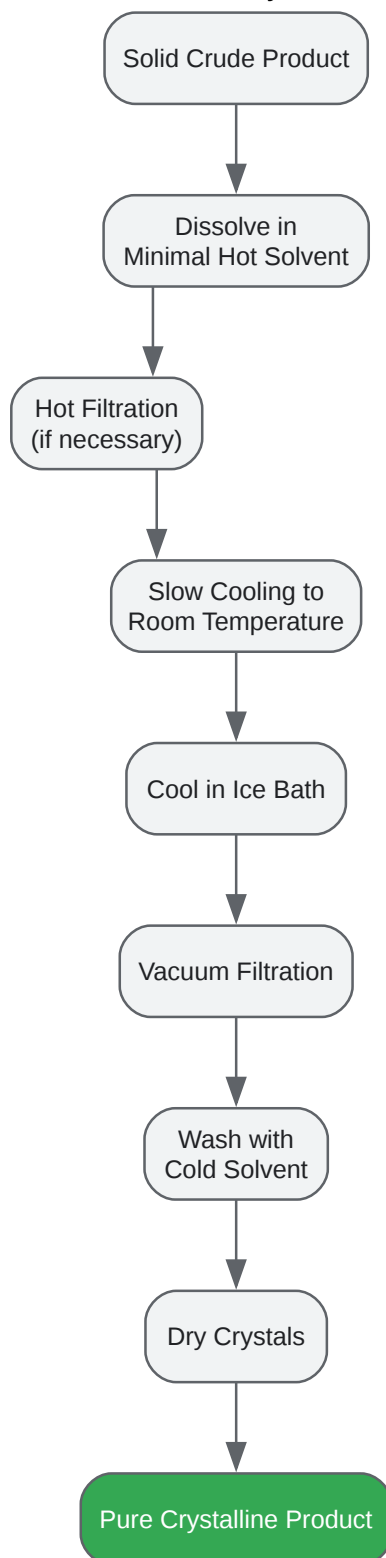 Solid Crude Product
Dissolve in
Minimal Hot Solvent
Hot Filtration
(if necessary)
Slow Cooling to
Room Temperature
Cool in Ice Bath
Vacuum Filtration
Wash with
Cold Solvent
Dry Crystals
Pure Crystalline Product